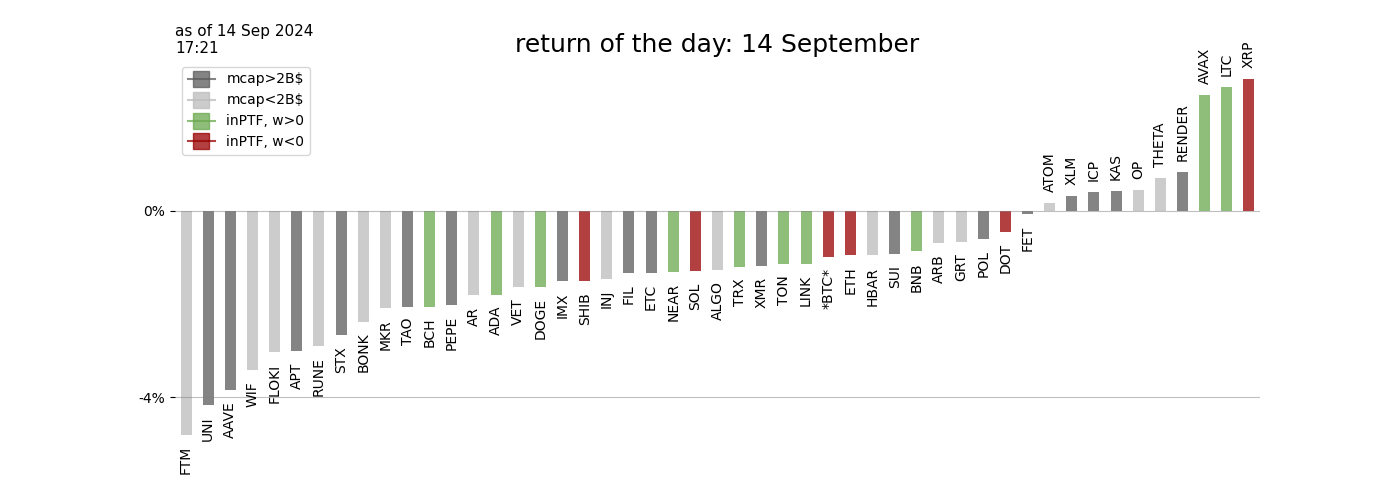 as of 14 Sep 2024
17:21
return of the day: 14 September
mcap>2B$
mcap<2B$
inPTF, w>0
inPTF, w<0
0%
-4%
FTM
UNI
AAVE
WIF
FLOKI
APT
RUNE
STX
BONK
MKR
TAO
BCH
PEPE
AR
ADA
VET
DOGE
IMX
SHIB
INJ
FIL
ETC
NEAR
SOL
ALGO
TRX
XMR
TON
LINK
*BTC*
ETH
HBAR
SUI
BNB
ARB
GRT
POL
DOT
FET
ATOM
XLM
ICP
KAS
OP
THETA
RENDER
AVAX
LTC
XRP